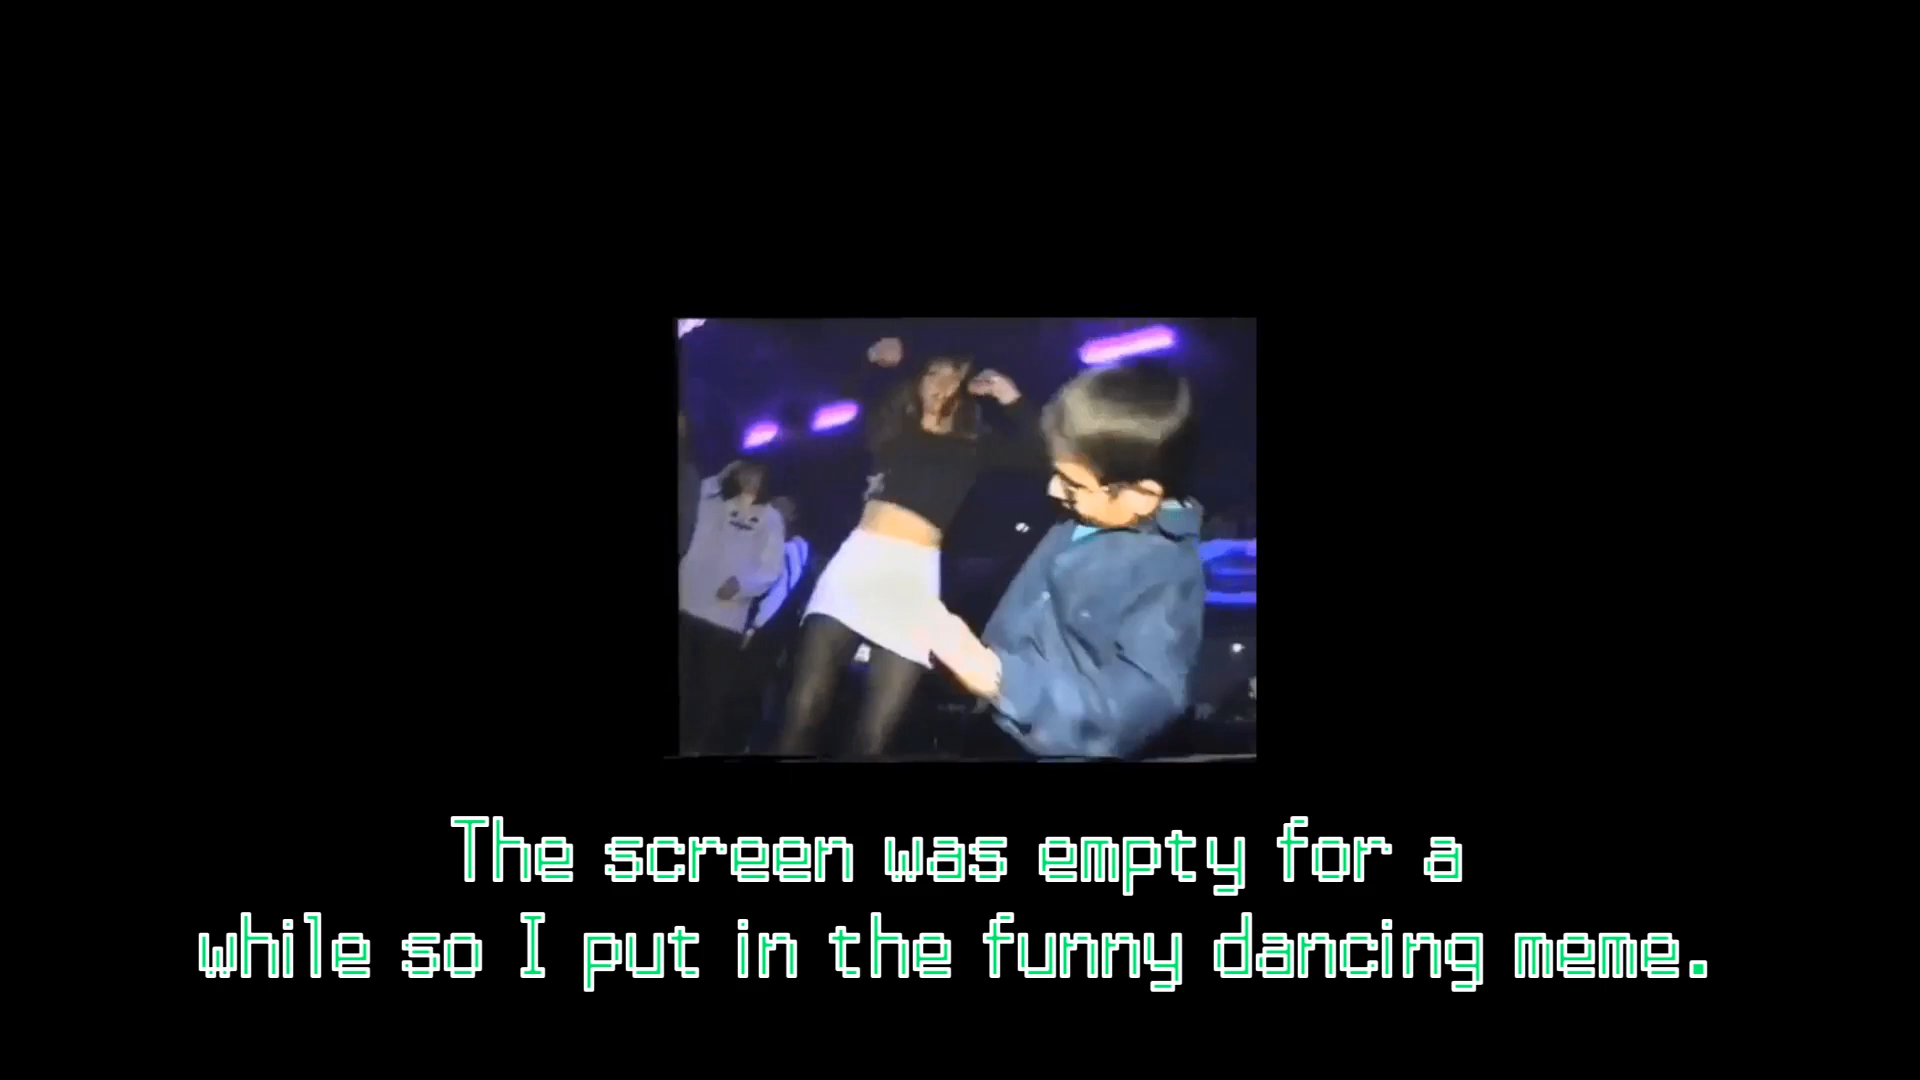 The screen was empty for a
while so I put in the funny dancing meme.